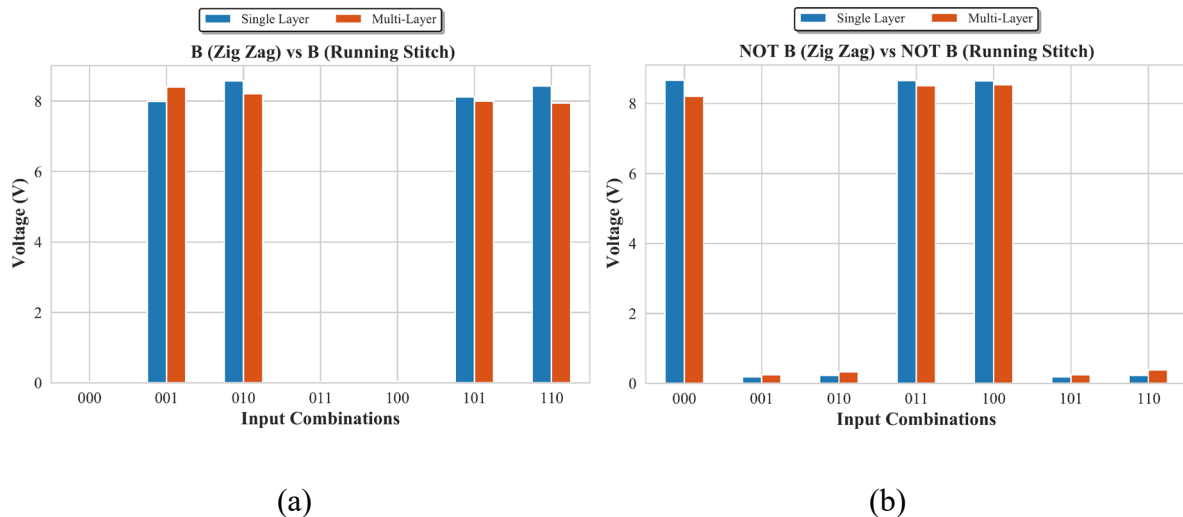 Single Layer Multi-Layer
B (Zig Zag) vs B (Running Stitch)
Voltage (V)
8
6
4
2
0
000 001 010 011 100 101 110
Input Combinations
(a)
Single Layer Multi-Layer
NOT B (Zig Zag) vs NOT B (Running Stitch)
Voltage (V)
8
6
4
2
0
000 001 010 011 100 101 110
Input Combinations
(b)